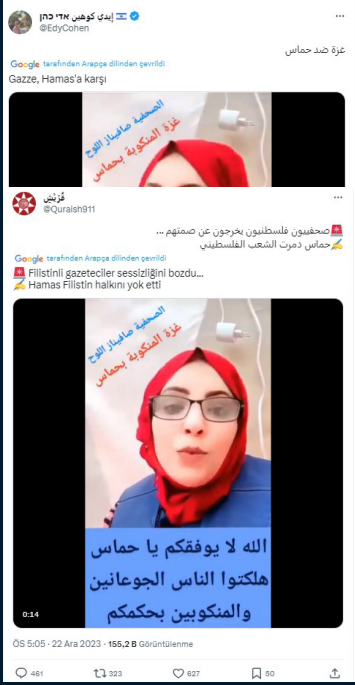 إيدي كوهين אדי כהן
@EdyCohen
غزة ضد حماس
Google tarafından Arapça dilinden çevrildi
Gazze, Hamas'a karşı
الصحفية صافيناز اللوح
غزة المنكوبة بحماس
قُرَيْشٍ
@Quraish911
🚨صحفييون فلسطنيون يخرجون عن صمتهم ...
✍️حماس دمرت الشعب الفلسطيني
Google tarafından Arapça dilinden çevrildi
🚨 Filistinli gazeteciler sessizliğini bozdu...
✍️ Hamas Filistin halkını yok etti
الصحفية صافيناز اللوح
غزة المنكوبة بحماس
الله لا يوفقكم يا حماس
هلكتوا الناس الجوعانين
والمنكوبين بحكمكم
0:14
ÖS 5:05 · 22 Ara 2023 · 155,2 B Görüntülenme
461 323 627 50